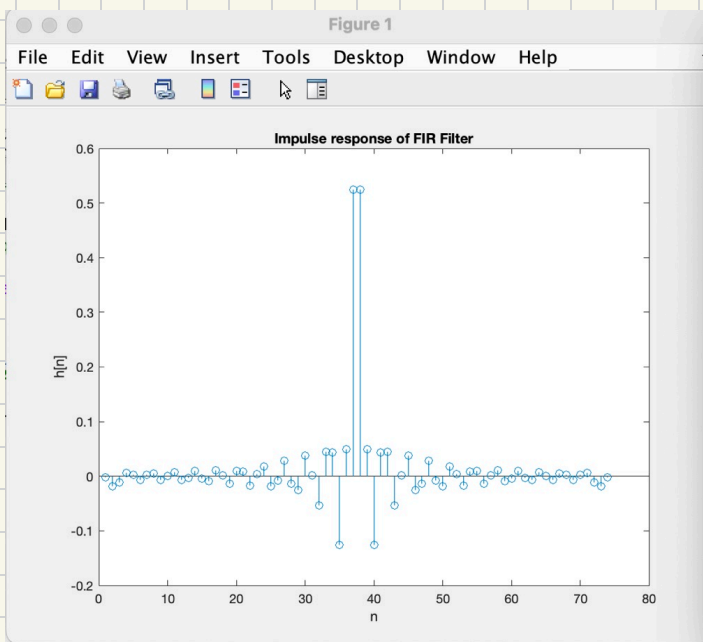 Figure 1
File Edit View Insert Tools Desktop Window Help
Impulse response of FIR Filter
0.6
0.5
0.4
0.3
0.2
0.1
0
-0.1
-0.2
h[n]
0 10 20 30 40 50 60 70 80
n